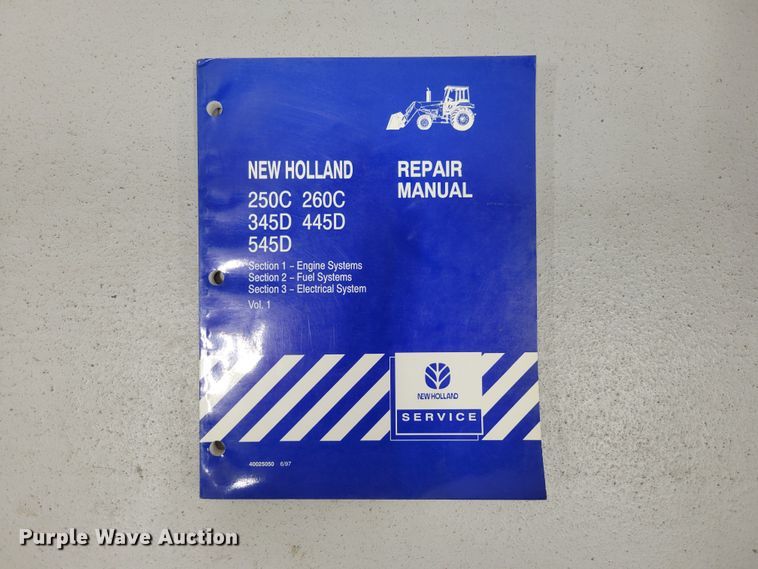 NEW HOLLAND
250C 260C
345D 445D
545D
Section 1 – Engine Systems
Section 2 – Fuel Systems
Section 3 – Electrical System
Vol. 1
REPAIR
MANUAL
NEW HOLLAND
SERVICE
40025050 6/97
Purple Wave Auction